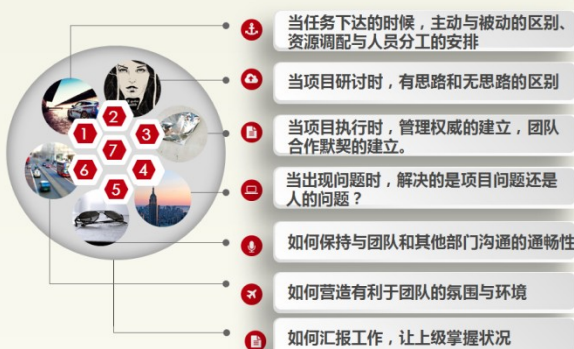 当任务下达的时候，主动与被动的区别、
资源调配与人员分工的安排
当项目研讨时，有思路和无思路的区别
当项目执行时，管理权威的建立，团队
合作默契的建立。
当出现问题时，解决的是项目问题还是
人的问题？
如何保持与团队和其他部门沟通的通畅性
如何营造有利于团队的氛围与环境
如何汇报工作，让上级掌握状况
2
1
3
7
6
4
5